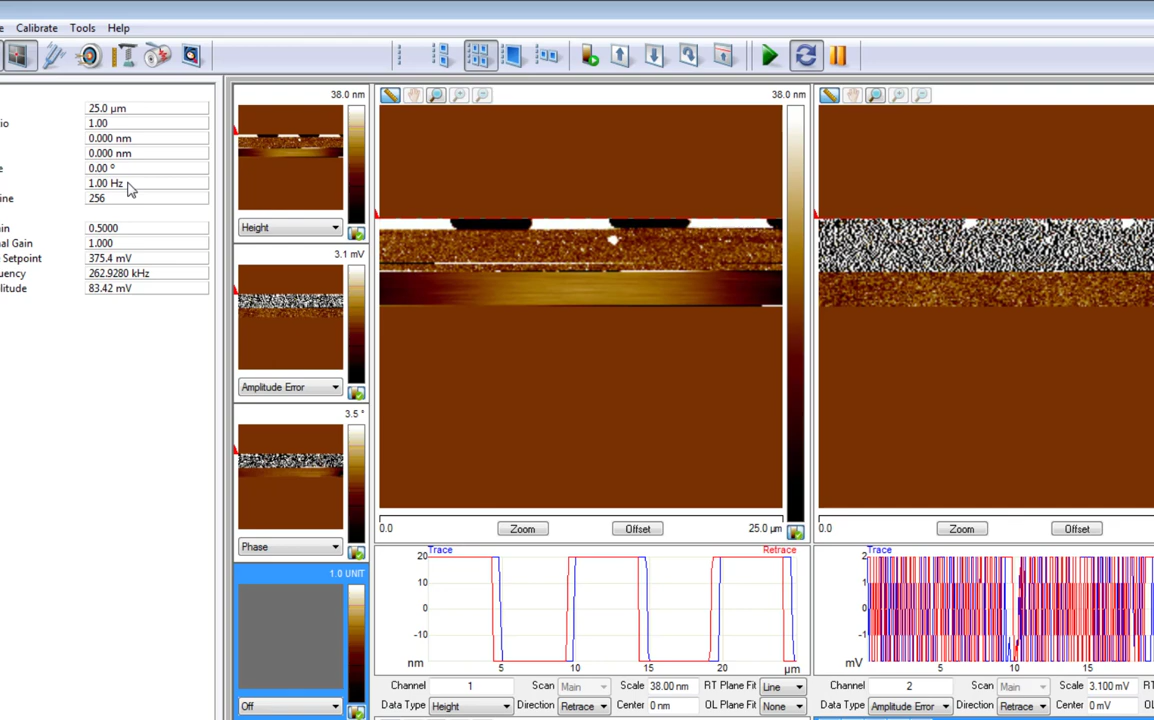 e Calibrate Tools Help
25.0 µm
io 1.00
0.000 nm
0.000 nm
e 0.00 º
1.00 Hz
ine 256
in 0.5000
al Gain 1.000
Setpoint 375.4 mV
uency 262.9280 kHz
litude 83.42 mV
38.0 nm
Height
3.1 mV
Amplitude Error
3.5 °
Phase
1.0 UNIT
Off
38.0 nm
0.0 Zoom Offset 25.0 µm
Trace Retrace
20
10
0
-10
nm 5 10 15 20 µm
Channel 1 Scan Main Scale 38.00 nm RT Plane Fit Line
Data Type Height Direction Retrace Center 0 nm OL Plane Fit None
0.0 Zoom Offset
Trace
2
1
0
-1
mV 5 10 15
Channel 2 Scan Main Scale 3.100 mV RT
Data Type Amplitude Error Direction Retrace Center 0 mV OL